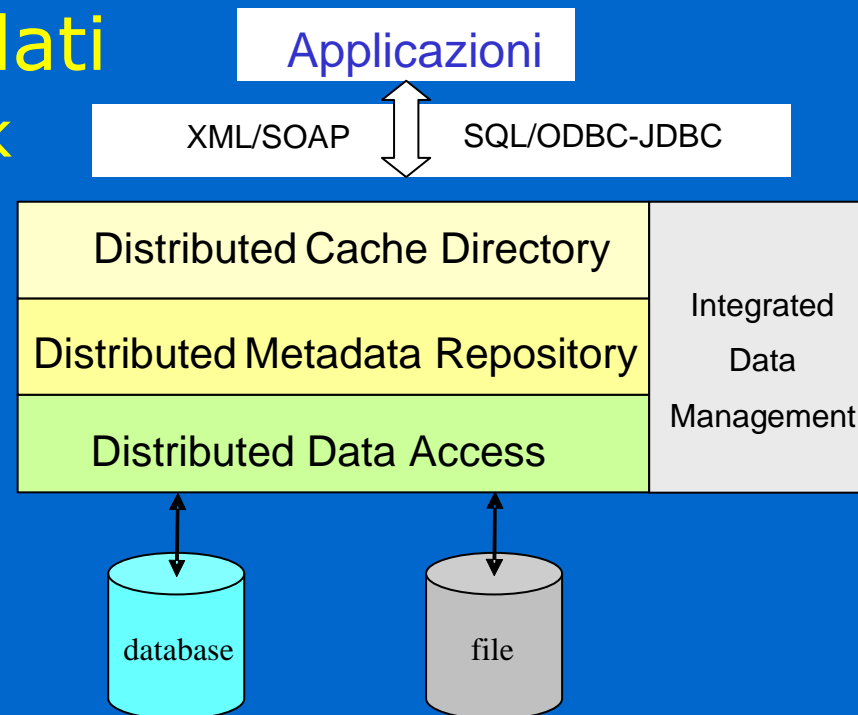 Applicazioni
XML/SOAP SQL/ODBC-JDBC
Distributed Cache Directory
Distributed Metadata Repository
Distributed Data Access
Integrated
Data
Management
database
file